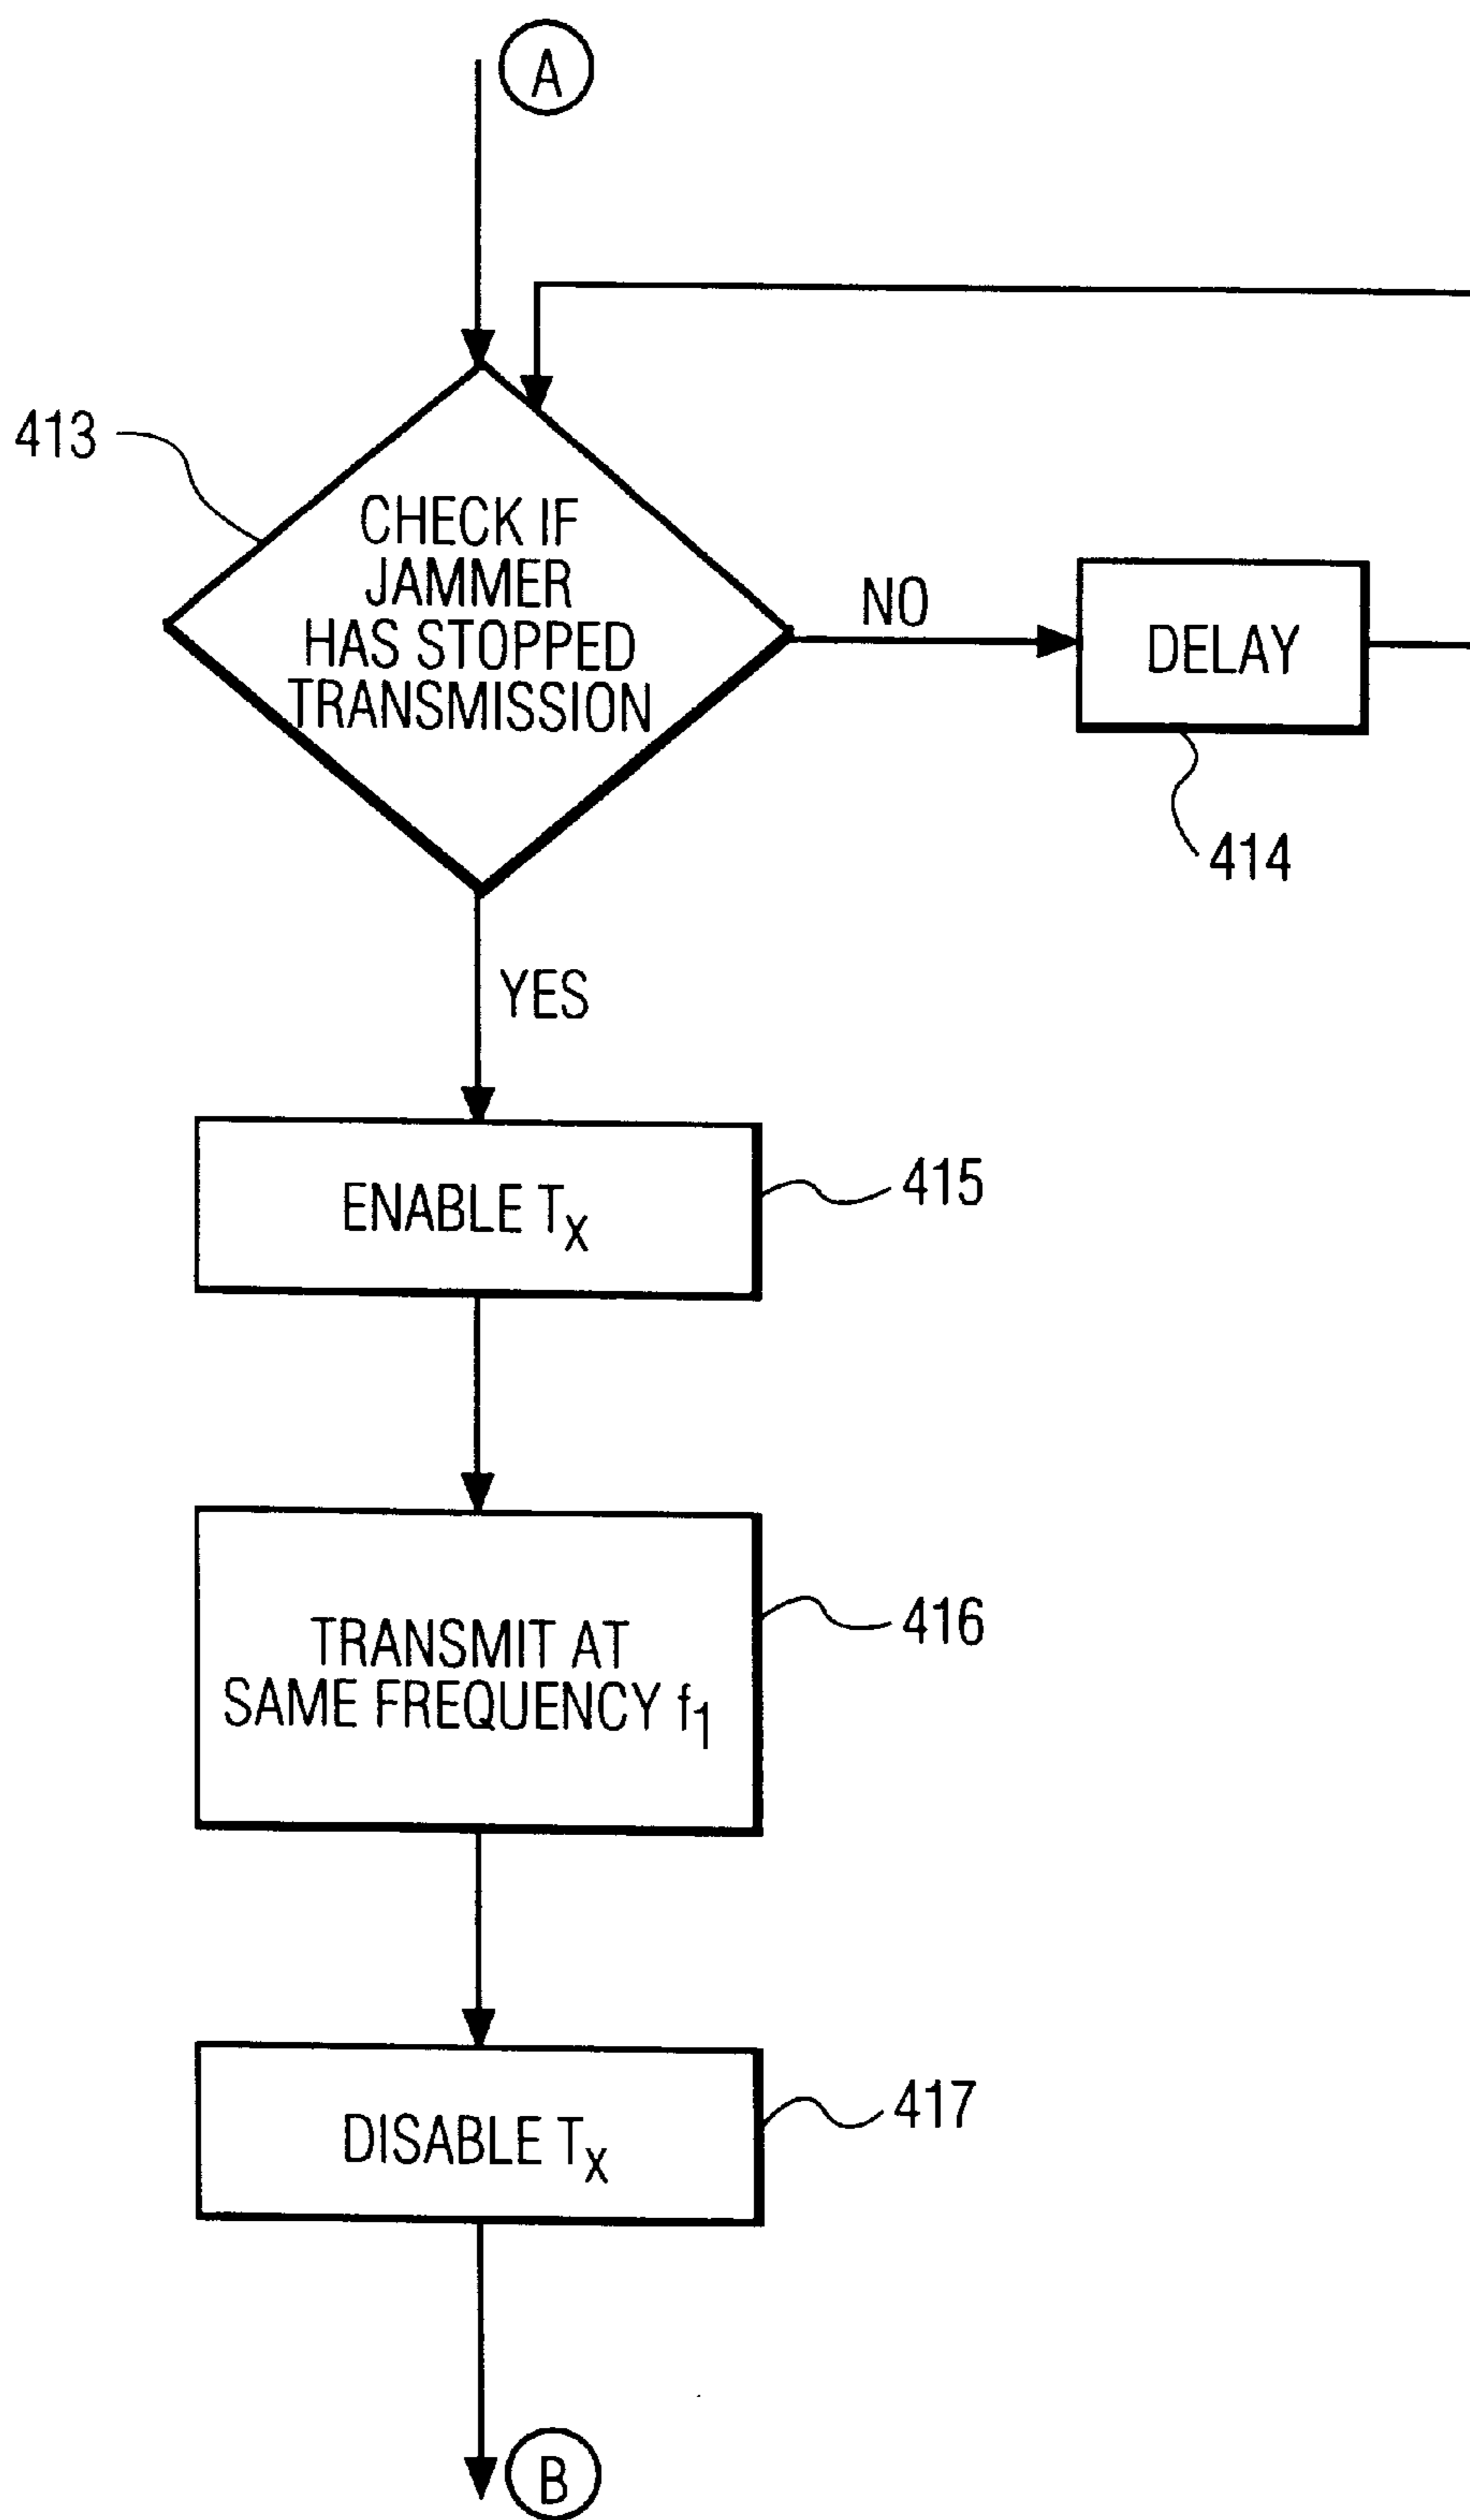 A
413
CHECK IF
JAMMER
HAS STOPPED
TRANSMISSION
NO
DELAY
414
YES
ENABLE Tx
415
TRANSMIT AT
SAME FREQUENCY f1
416
DISABLE Tx
417
B